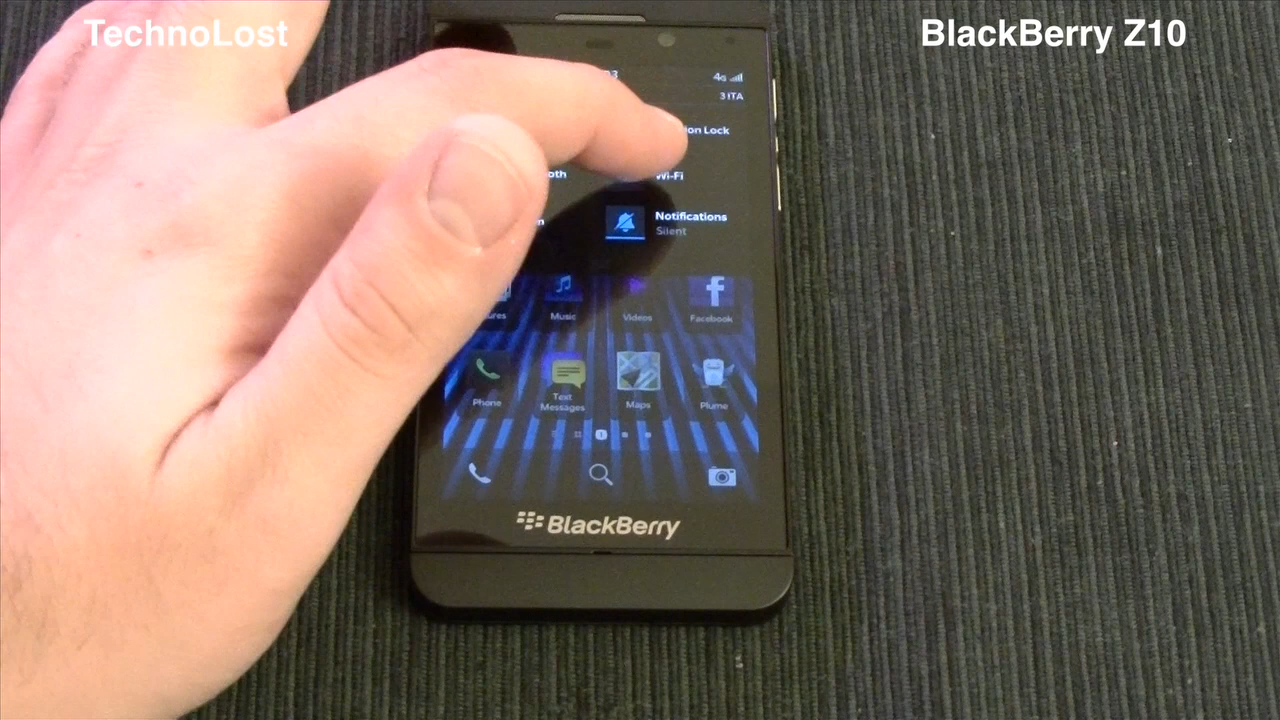 TechnoLost
BlackBerry Z10
4G
3 ITA
Lock
Wi-Fi
Notifications
Silent
Music
Videos
Facebook
Phone
Text
Messages
Maps
Plume
BlackBerry